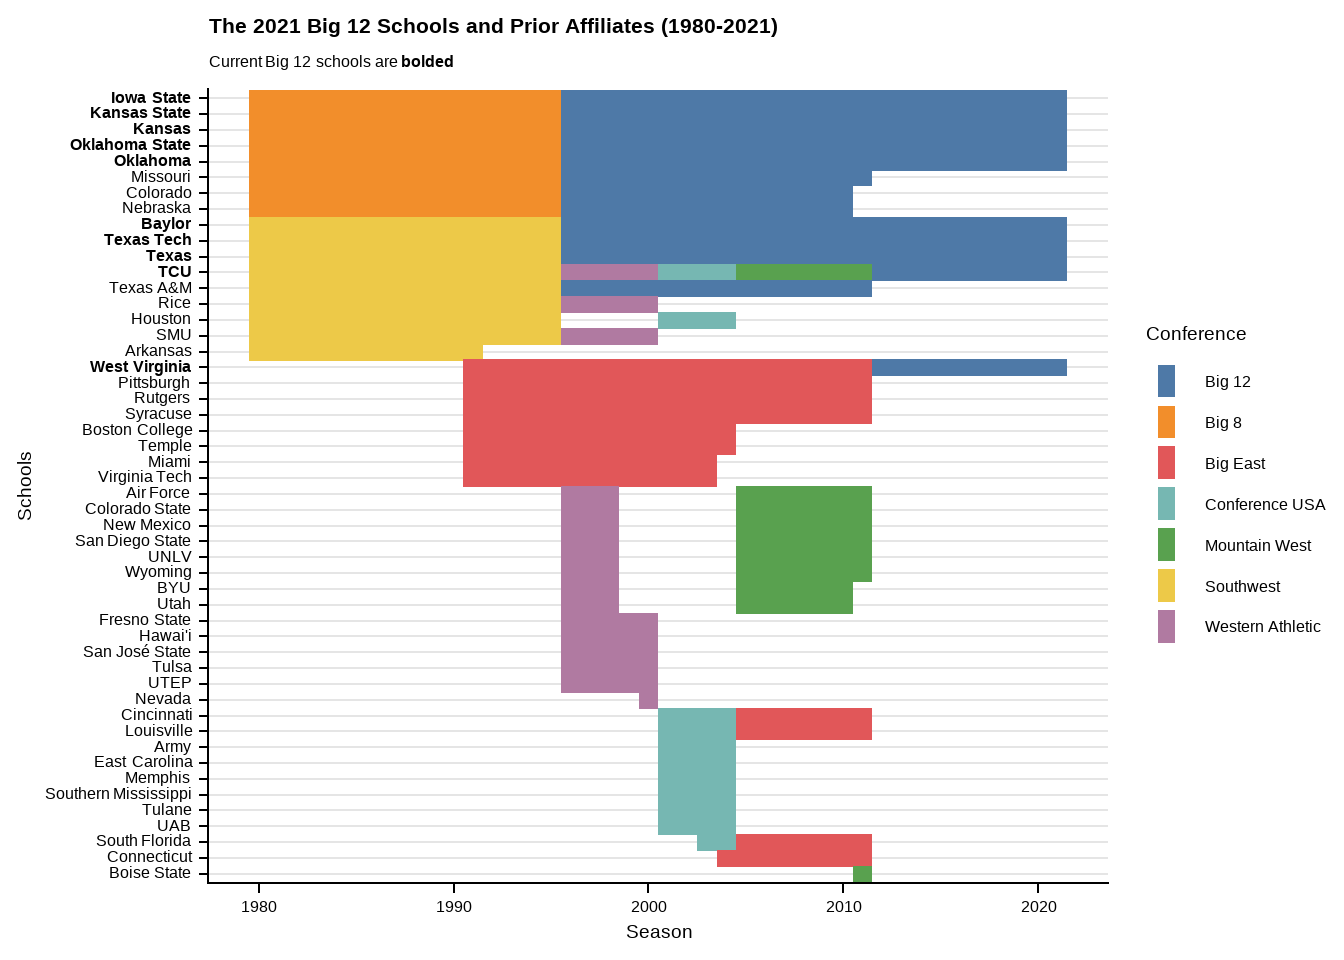 The 2021 Big 12 Schools and Prior Affiliates (1980-2021)
Current Big 12 schools are bolded
Schools
Iowa State
Kansas State
Kansas
Oklahoma State
Oklahoma
Missouri
Colorado
Nebraska
Baylor
Texas Tech
Texas
TCU
Texas A&M
Rice
Houston
SMU
Arkansas
West Virginia
Pittsburgh
Rutgers
Syracuse
Boston College
Temple
Miami
Virginia Tech
Air Force
Colorado State
New Mexico
San Diego State
UNLV
Wyoming
BYU
Utah
Fresno State
Hawai'i
San José State
Tulsa
UTEP
Nevada
Cincinnati
Louisville
Army
East Carolina
Memphis
Southern Mississippi
Tulane
UAB
South Florida
Connecticut
Boise State
1980 1990 2000 2010 2020
Season
Conference
Big 12
Big 8
Big East
Conference USA
Mountain West
Southwest
Western Athletic